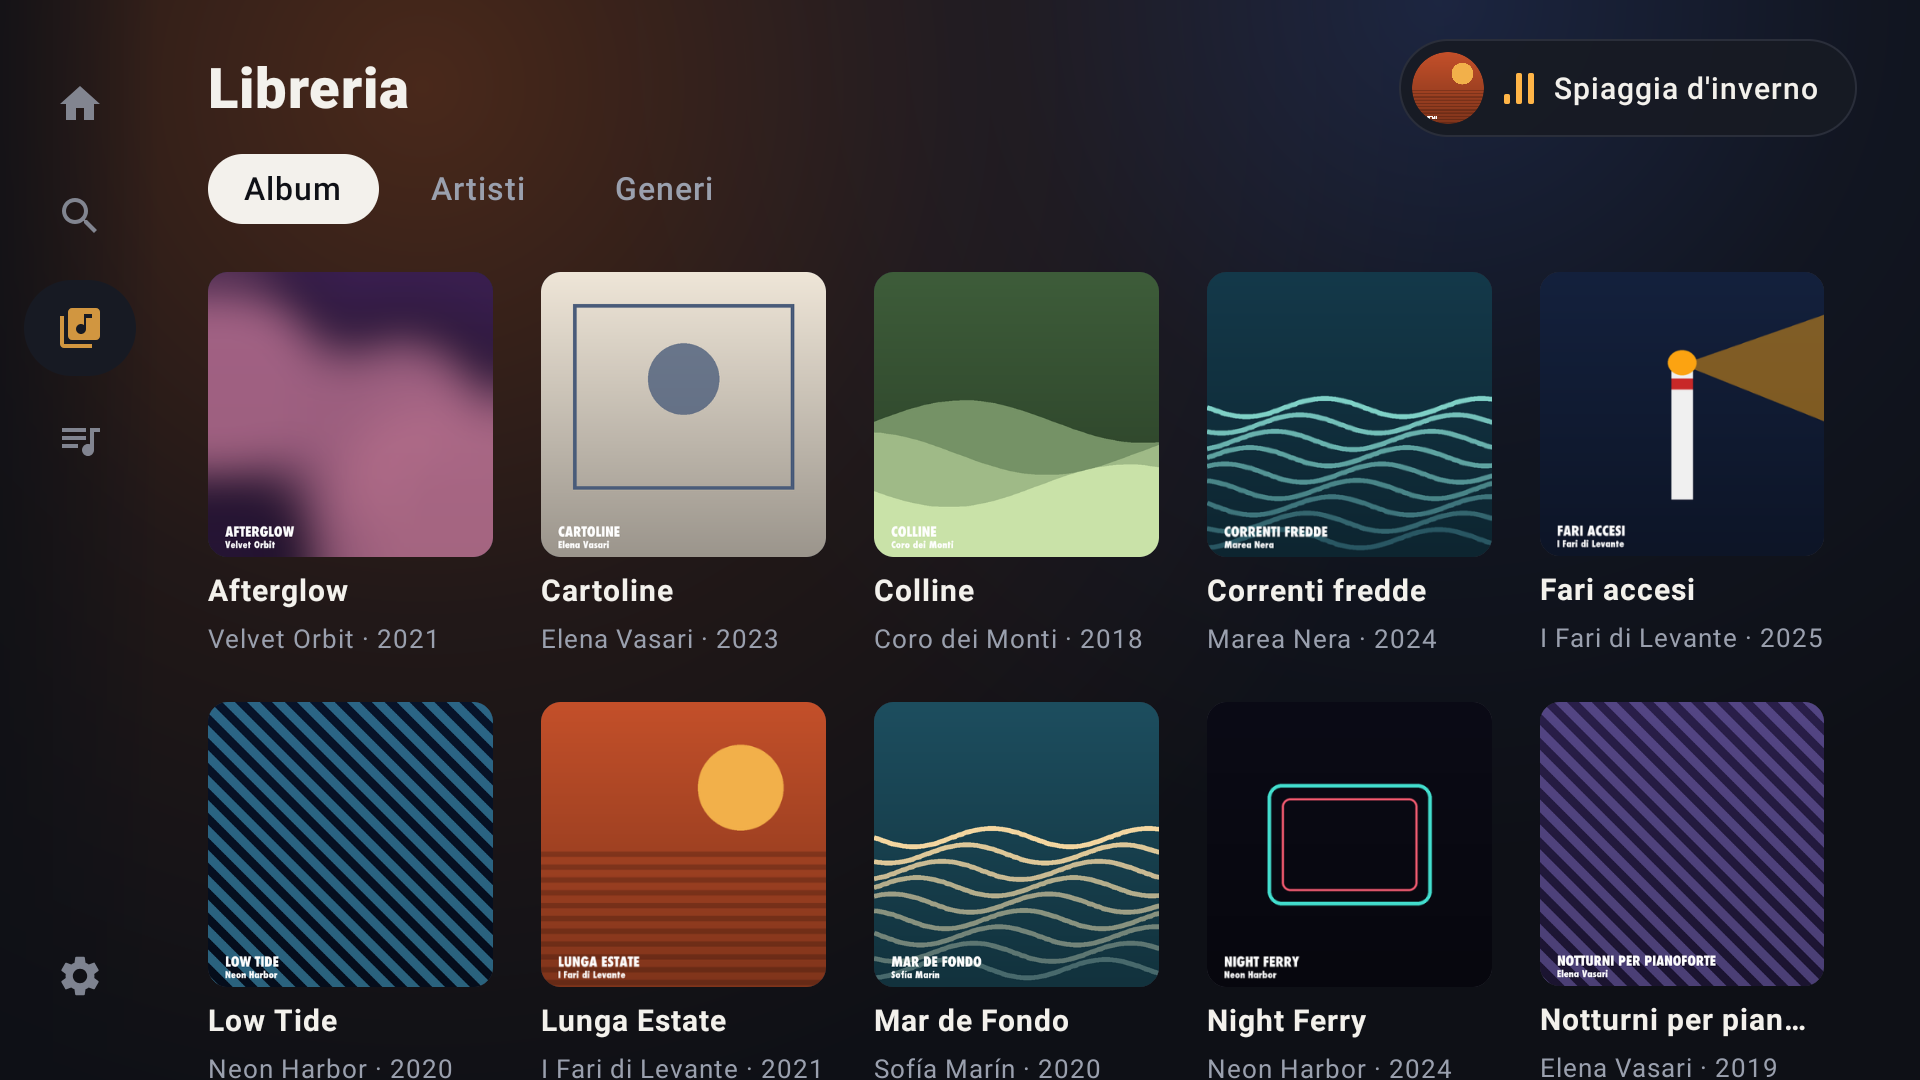 Libreria
Spiaggia d'inverno
Album
Artisti
Generi
AFTERGLOW
Velvet Orbit
CARTOLINE
Elena Vasari
COLLINE
Coro dei Monti
CORRENTI FREDDE
Marea Nera
FARI ACCESI
I Fari di Levante
Afterglow
Velvet Orbit · 2021
Cartoline
Elena Vasari · 2023
Colline
Coro dei Monti · 2018
Correnti fredde
Marea Nera · 2024
Fari accesi
I Fari di Levante · 2025
LOW TIDE
Neon Harbor
LUNGA ESTATE
I Fari di Levante
MAR DE FONDO
Sofía Marín
NIGHT FERRY
Neon Harbor
NOTTURNI PER PIANOFORTE
Elena Vasari
Low Tide
Neon Harbor · 2020
Lunga Estate
I Fari di Levante · 2021
Mar de Fondo
Sofía Marín · 2020
Night Ferry
Neon Harbor · 2024
Notturni per pian...
Elena Vasari · 2019